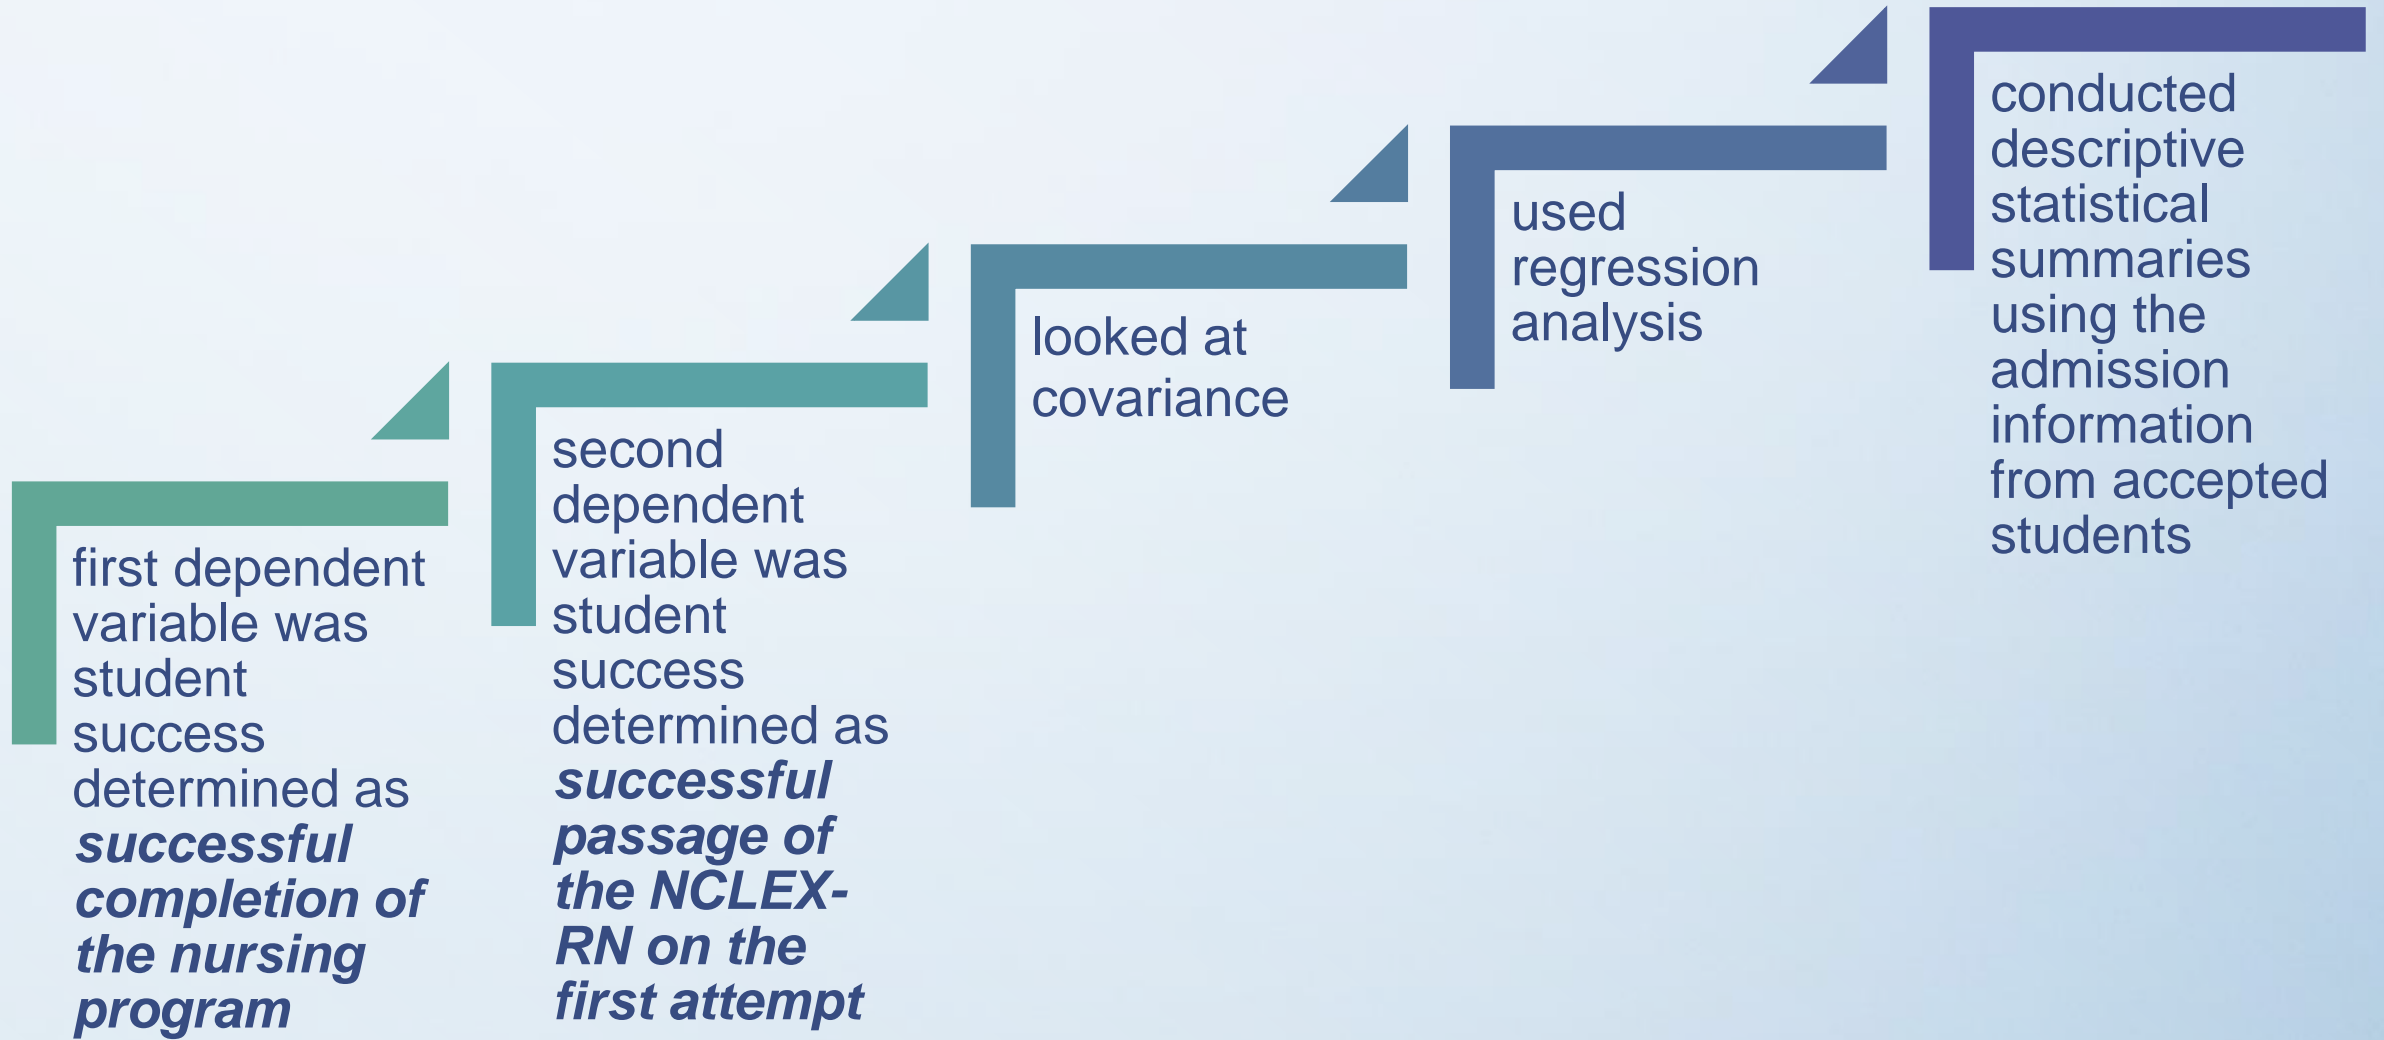 first dependent
variable was
student
success
determined as
successful
completion of
the nursing
program
second
dependent
variable was
student
success
determined as
successful
passage of
the NCLEX-
RN on the
first attempt
looked at
covariance
used
regression
analysis
conducted
descriptive
statistical
summaries
using the
admission
information
from accepted
students